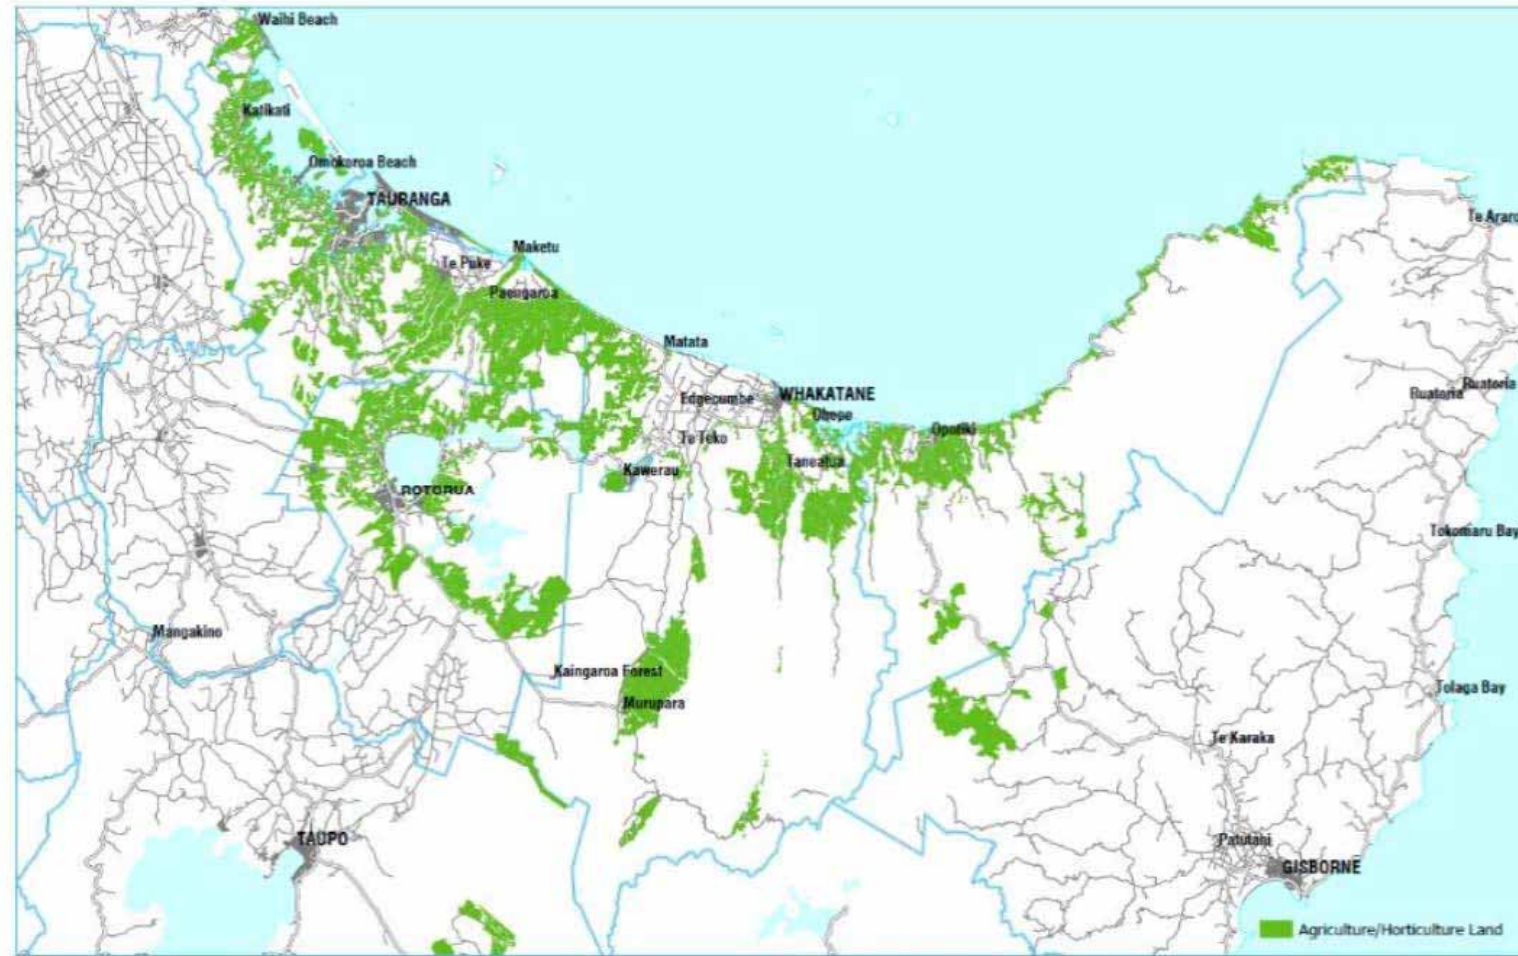 Waihi Beach
Katikati
Omokoroa Beach
TAURANGA
Te Araro
Maketu
Te Puke
Paengaroa
Matata
Ruatoria
Ruatoria
Edgecumbe
WHAKATANE
Ohope
Opotiki
Te Teko
Taneatua
Kawerau
ROTORUA
Tokomaru Bay
Mangakino
Kaingaroa Forest
Murupara
Tolaga Bay
Te Karaka
TAUPO
Patutahi
GISBORNE
Agriculture/Horticulture Land